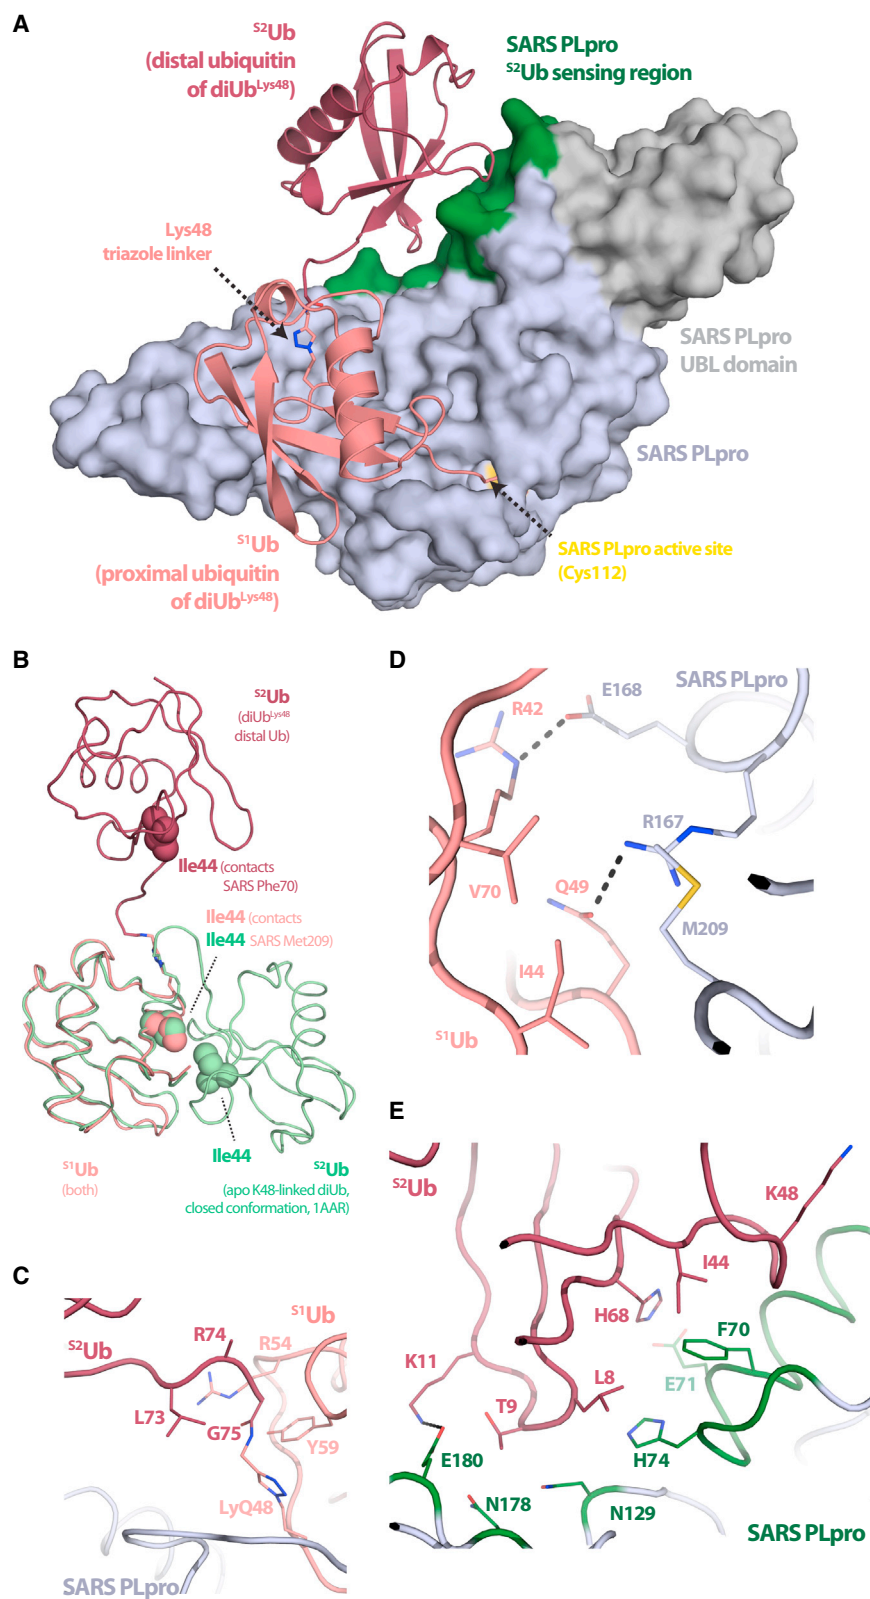 A
S2Ub
(distal ubiquitin
of diUbLys48)
SARS PLpro
S2Ub sensing region
Lys48
triazole linker
SARS PLpro
UBL domain
SARS PLpro
S1Ub
(proximal ubiquitin
of diUbLys48)
SARS PLpro active site
(Cys112)
B
S2Ub
(diUbLys48
distal Ub)
Ile44 (contacts
SARS Phe70)
Ile44 (contacts
Ile44 SARS Met209)
Ile44
S1Ub
(both)
S2Ub
(apo K48-linked diUb,
closed conformation, 1AAR)
C
S1Ub
R74
R54
S2Ub
L73
G75
Y59
LyQ48
SARS PLpro
D
SARS PLpro
E168
R42
R167
V70
Q49
M209
I44
S1Ub
E
S2Ub
K48
I44
H68
F70
K11
E71
L8
T9
E180
H74
N178
N129
SARS PLpro